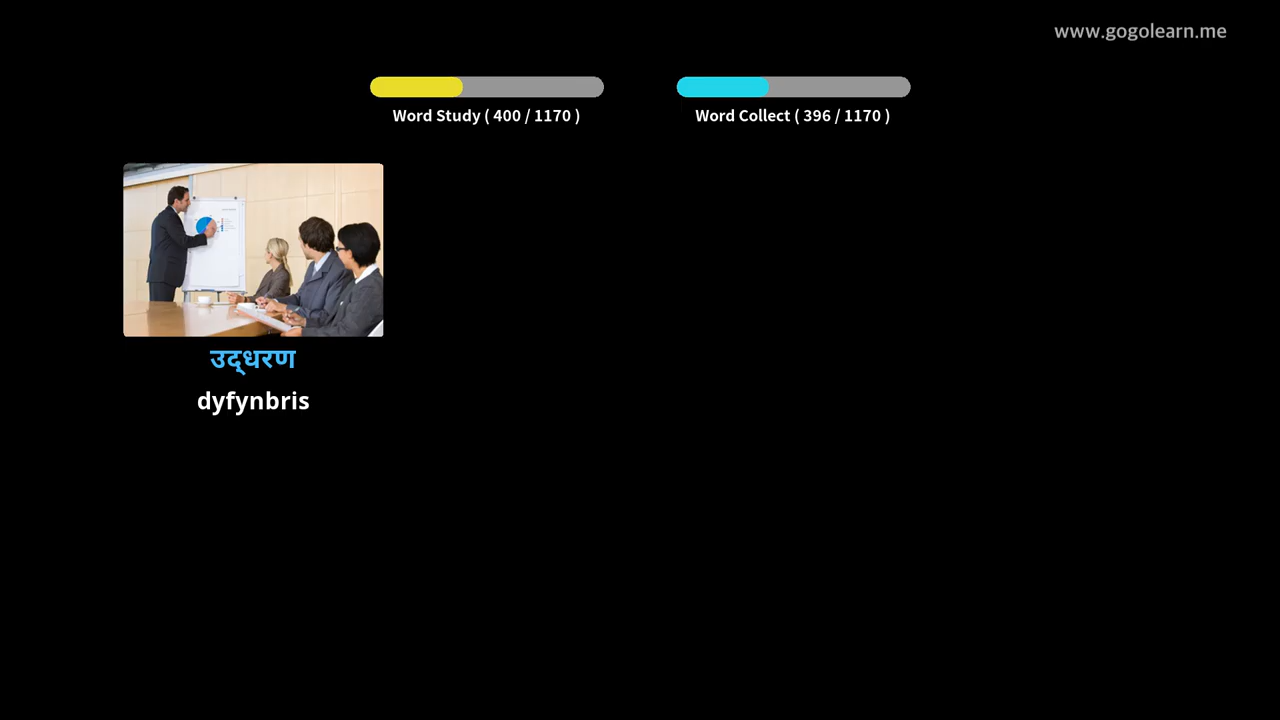 www.gogolearn.me
Word Study ( 400 / 1170 )
Word Collect ( 396 / 1170 )
उद्धरण
dyfynbris